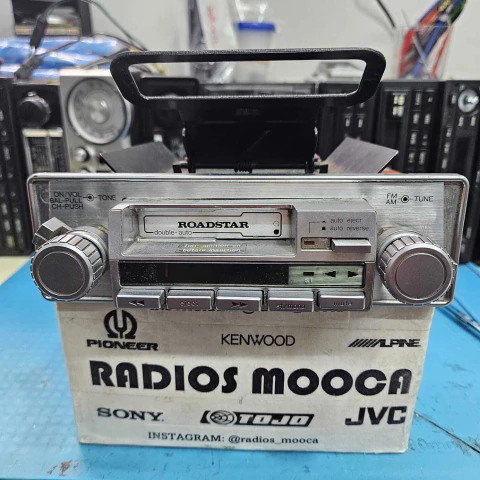 ON/VOL
BAL-PULL
CH-PUSH
TONE
FM
AM
TUNE
ROADSTAR
double-auto
auto eject
auto reverse
PIONEER
KENWOOD
ALPINE
RADIOS MOOCA
SONY
TOJO
JVC
INSTAGRAM: @radios_mooca